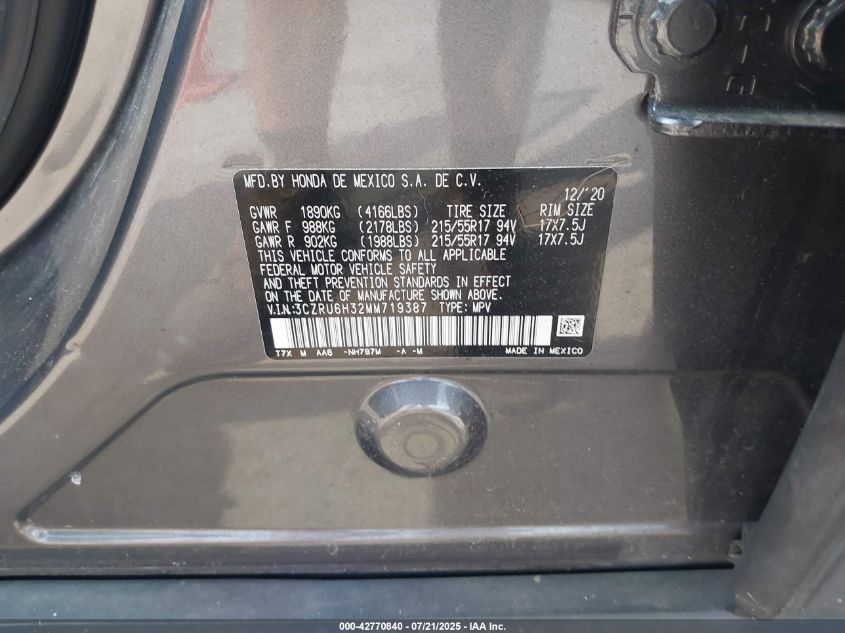 MFD.BY HONDA DE MEXICO S.A. DE C.V.
12/'20
GVWR 1890KG (4166LBS) TIRE SIZE RIM SIZE
GAWR F 988KG (2178LBS) 215/55R17 94V 17X7.5J
GAWR R 902KG (1988LBS) 215/55R17 94V 17X7.5J
THIS VEHICLE CONFORMS TO ALL APPLICABLE
FEDERAL MOTOR VEHICLE SAFETY
AND THEFT PREVENTION STANDARDS IN EFFECT
ON THE DATE OF MANUFACTURE SHOWN ABOVE.
V.I.N:3CZRU6H32MM719387 TYPE: MPV
T7X M AA6 -NH797M -A -M MADE IN MEXICO
000-42770840 - 07/21/2025 - IAA Inc.